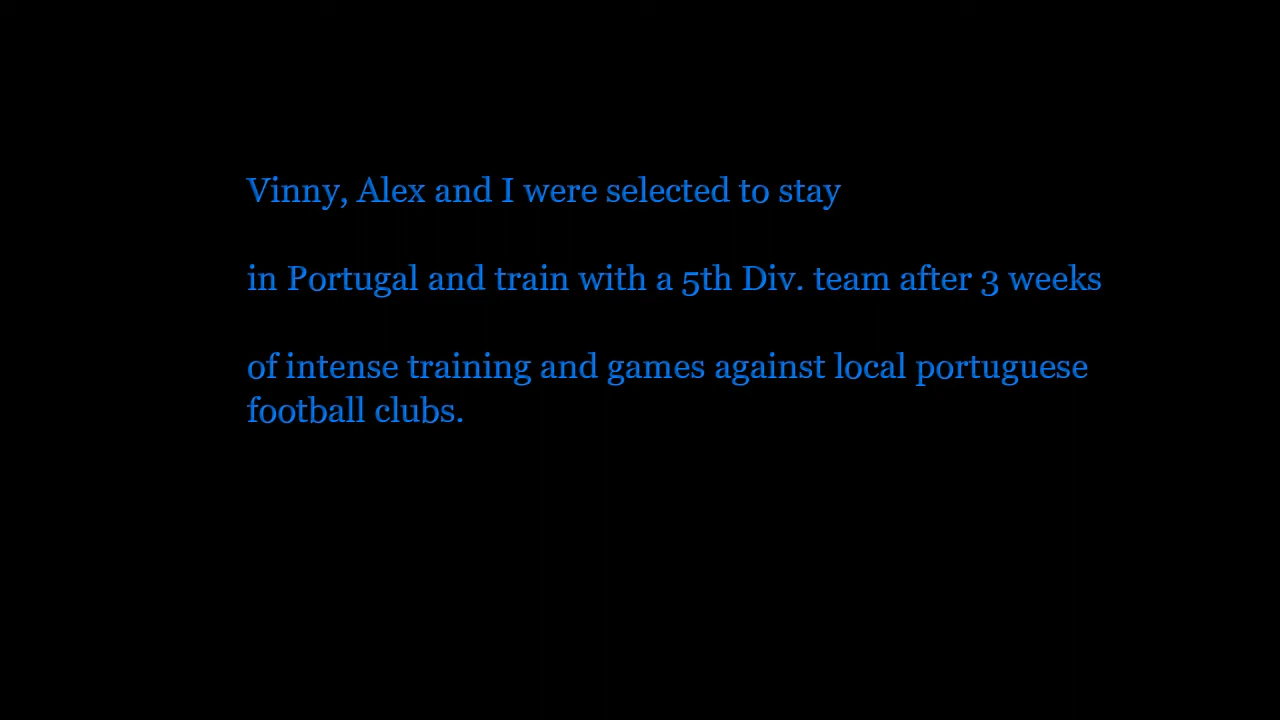 Vinny, Alex and I were selected to stay
in Portugal and train with a 5th Div. team after 3 weeks
of intense training and games against local portuguese
football clubs.